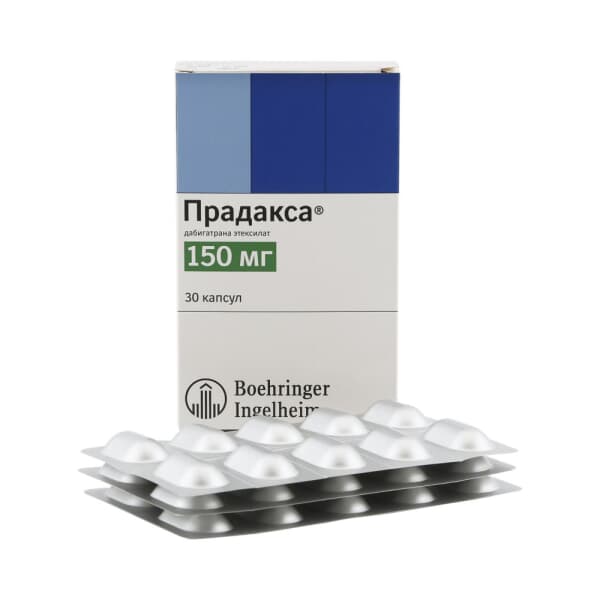 Прадакса®
дабигатрана этексилат
150 мг
30 капсул
Boehringer
Ingelheim